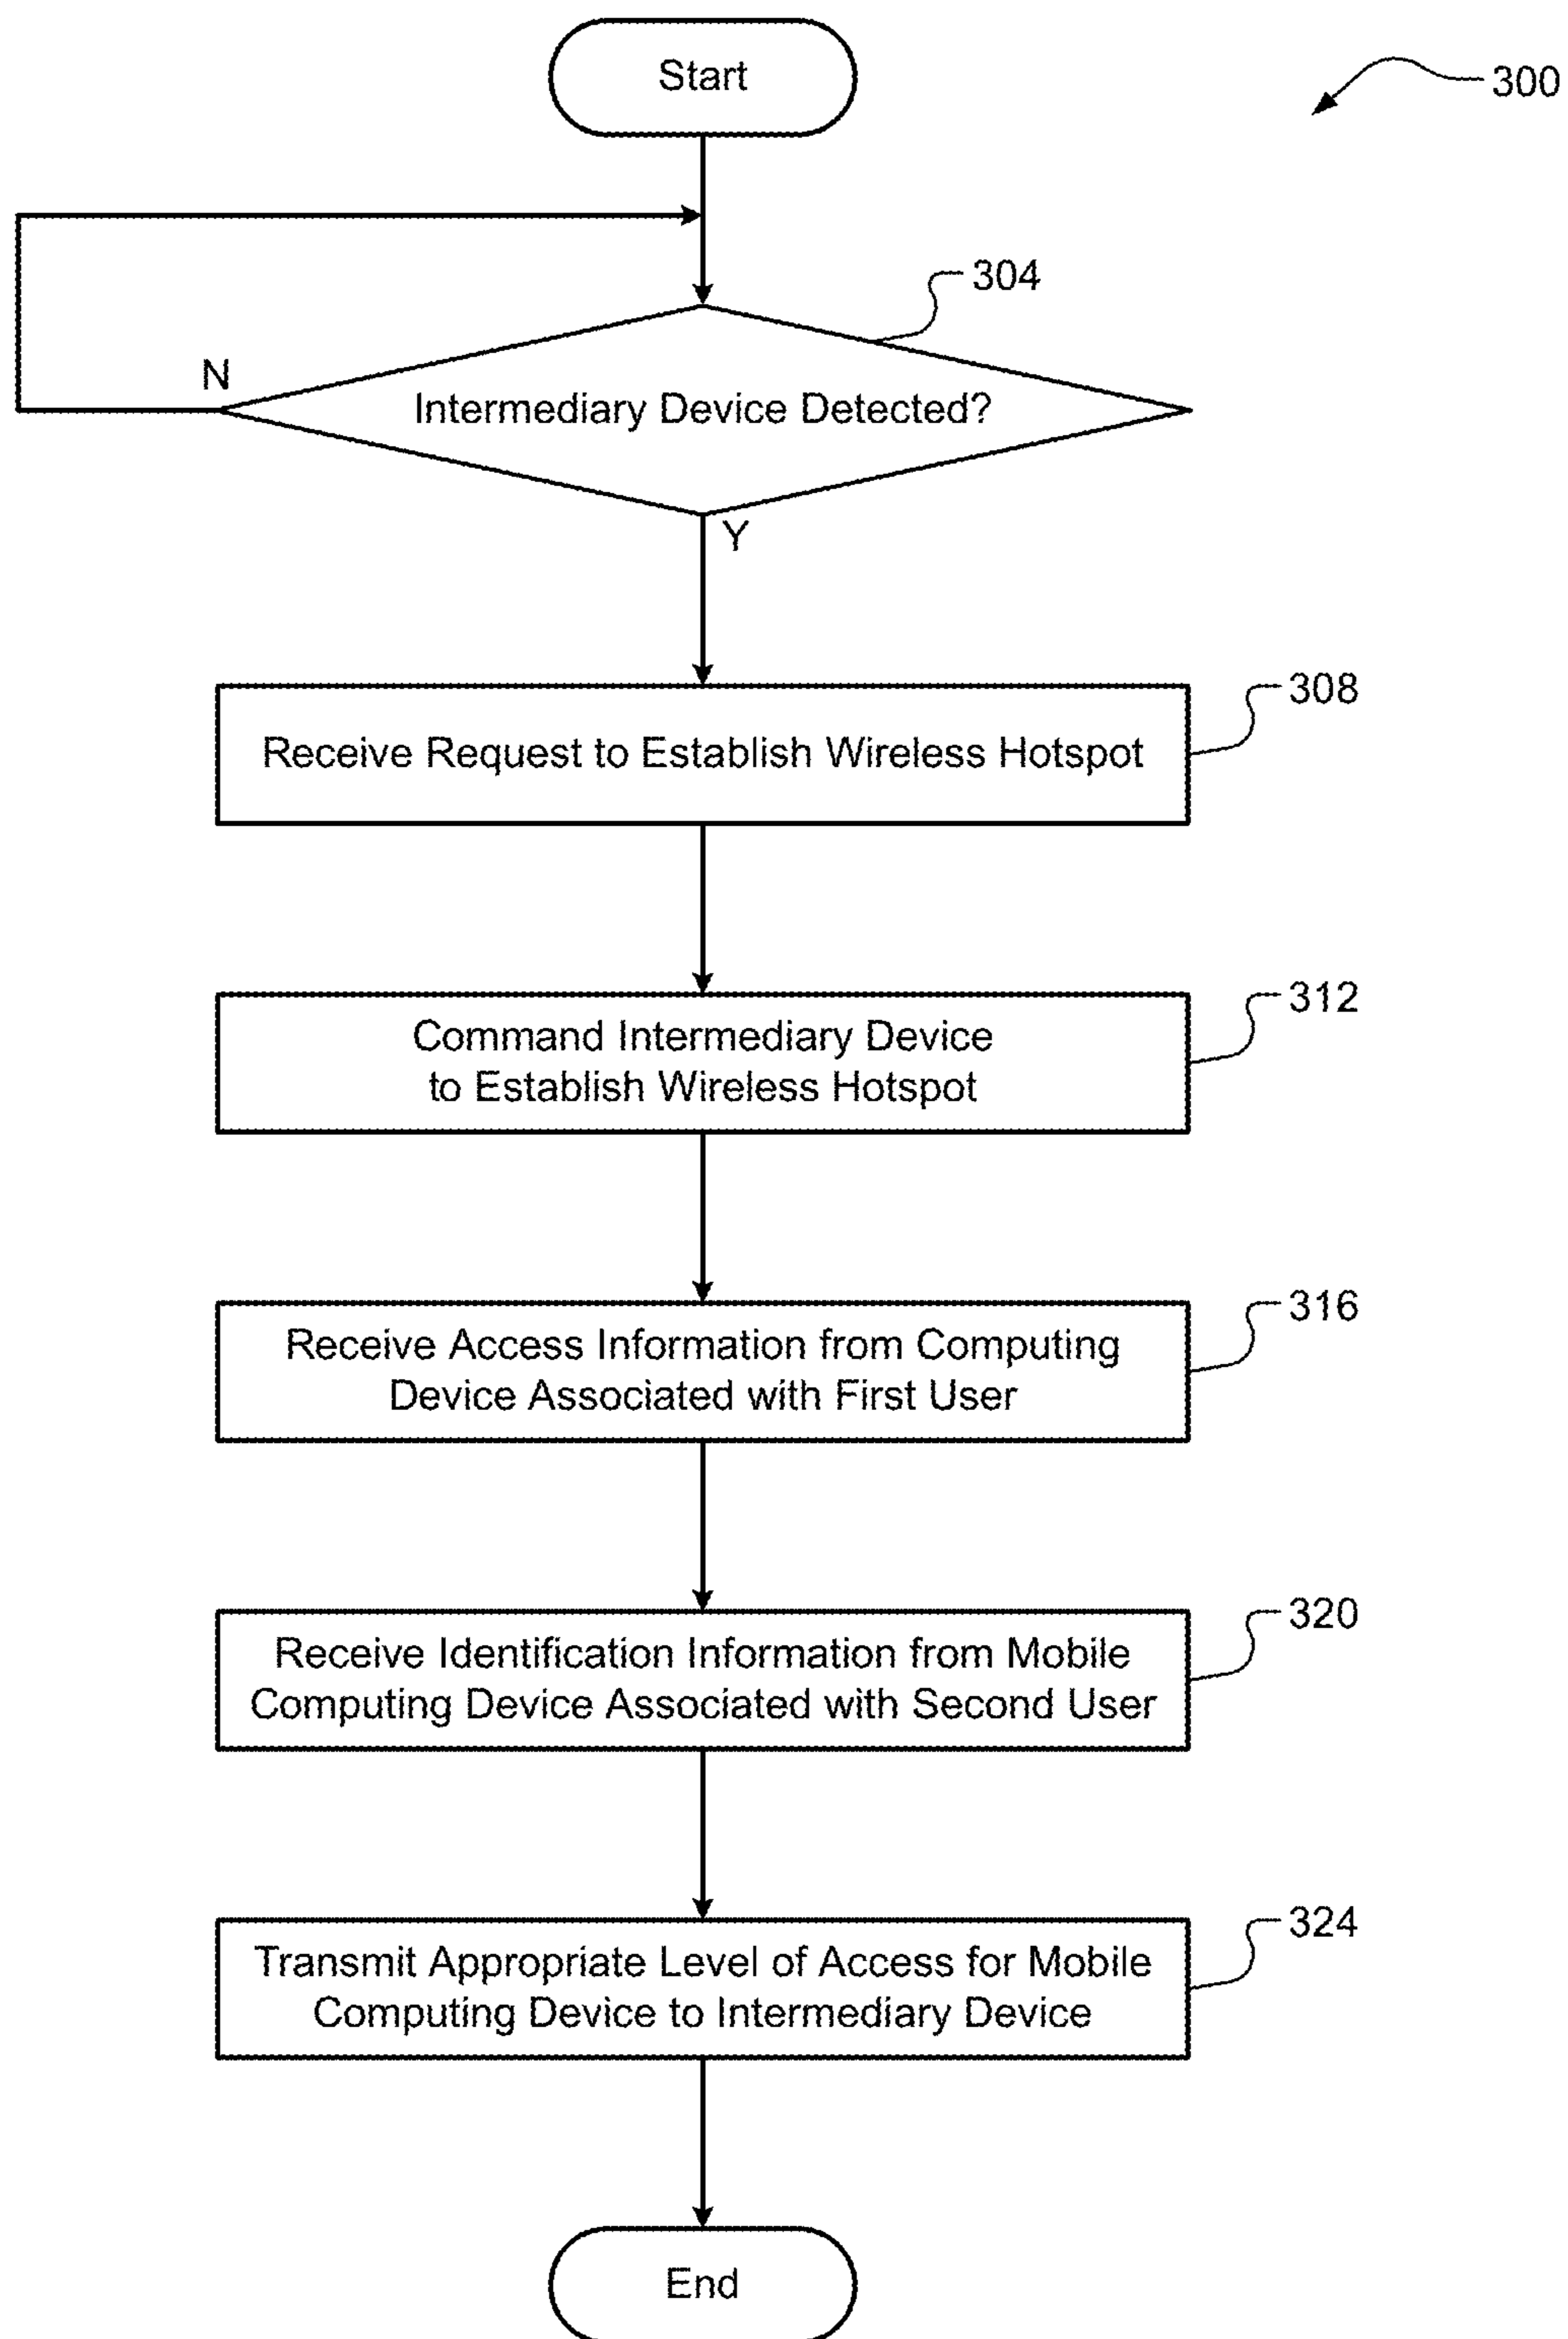 Start
300
304
N
Intermediary Device Detected?
Y
308
Receive Request to Establish Wireless Hotspot
312
Command Intermediary Device
to Establish Wireless Hotspot
316
Receive Access Information from Computing
Device Associated with First User
320
Receive Identification Information from Mobile
Computing Device Associated with Second User
324
Transmit Appropriate Level of Access for Mobile
Computing Device to Intermediary Device
End